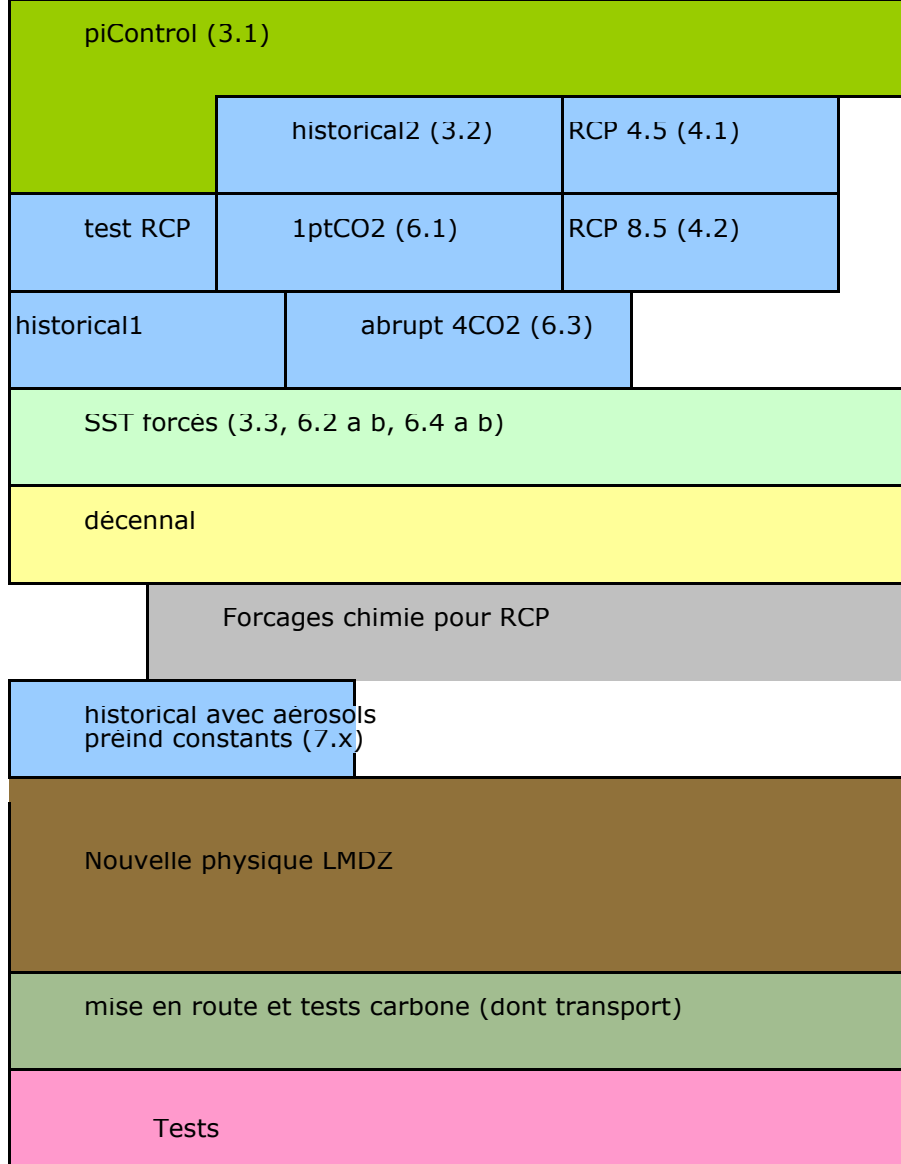 piControl (3.1)
historical2 (3.2)
RCP 4.5 (4.1)
test RCP
1ptCO2 (6.1)
RCP 8.5 (4.2)
historical1
abrupt 4CO2 (6.3)
SST forcés (3.3, 6.2 a b, 6.4 a b)
décennal
Forcages chimie pour RCP
historical avec aérosols
préind constants (7.x)
Nouvelle physique LMDZ
mise en route et tests carbone (dont transport)
Tests